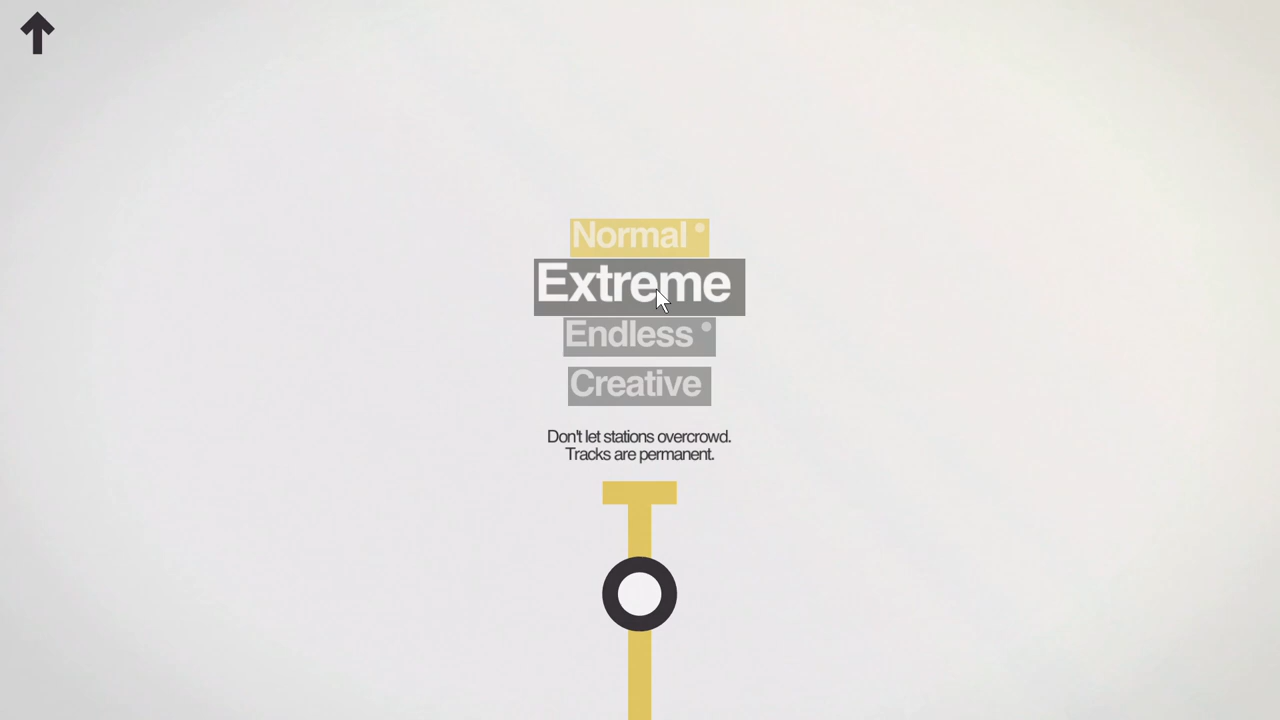 Normal
Extreme
Endless
Creative
Don't let stations overcrowd.
Tracks are permanent.